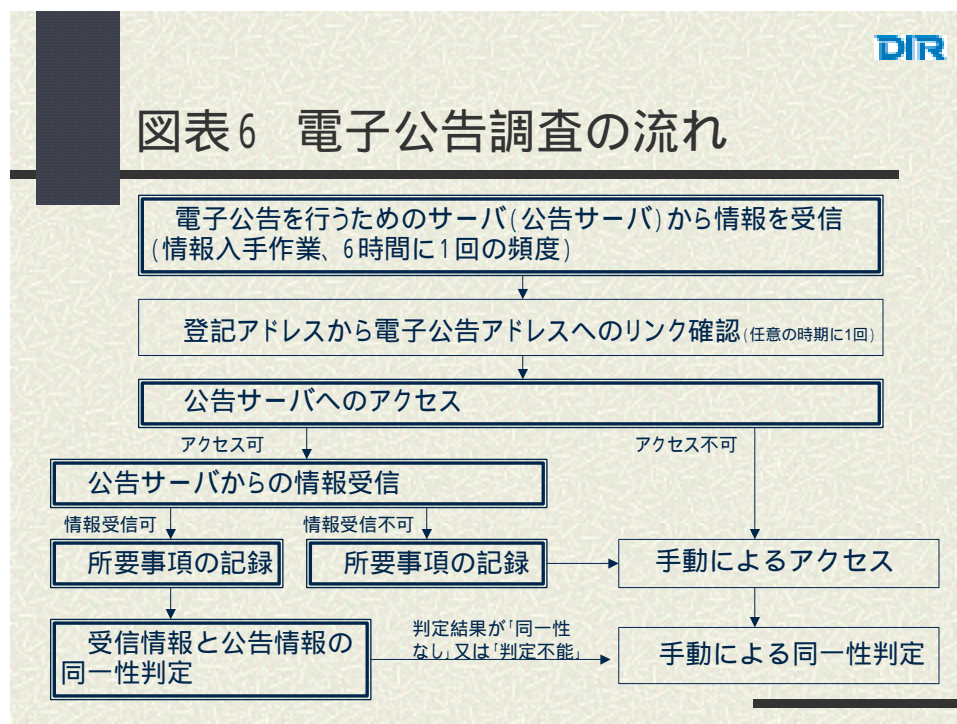 DIR
図表6 電子公告調査の流れ
電子公告を行うためのサーバ(公告サーバ)から情報を受信
(情報入手作業、6時間に1回の頻度)
登記アドレスから電子公告アドレスへのリンク確認(任意の時期に1回)
公告サーバへのアクセス
アクセス可
アクセス不可
公告サーバからの情報受信
情報受信可
情報受信不可
所要事項の記録
所要事項の記録
手動によるアクセス
受信情報と公告情報の
同一性判定
判定結果が「同一性
なし」又は「判定不能」
手動による同一性判定